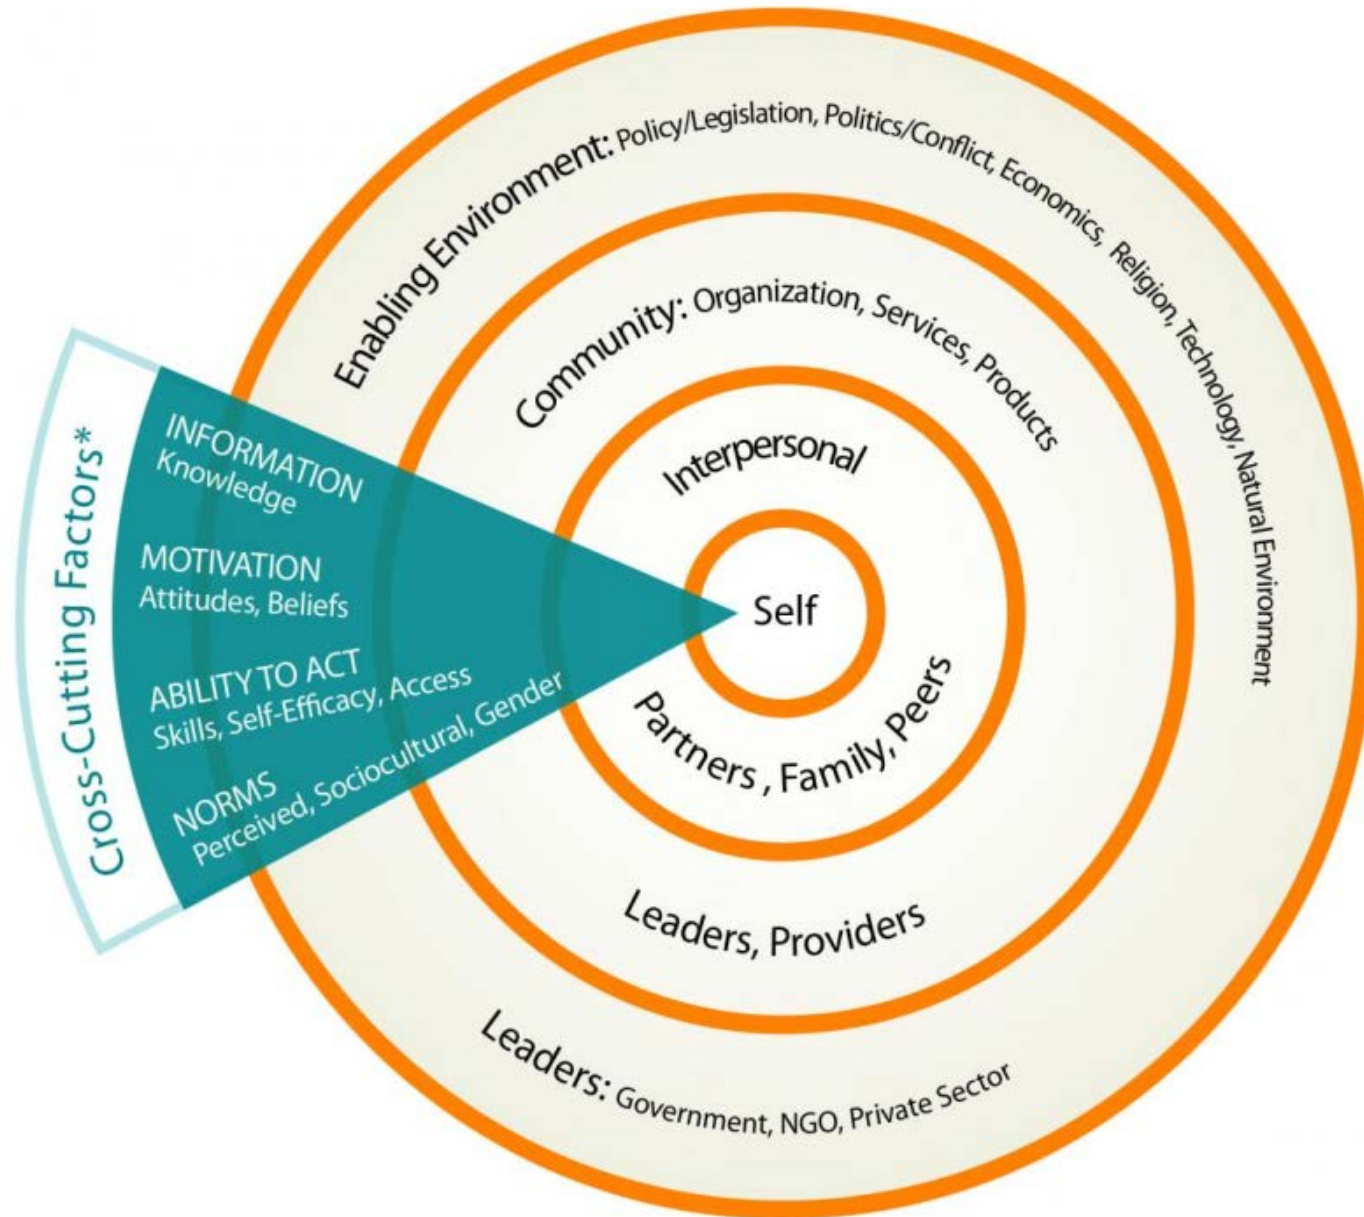 Enabling Environment: Policy/Legislation, Politics/Conflict, Economics, Religion, Technology, Natural Environment
Community: Organization, Services, Products
Interpersonal
Self
Partners , Family, Peers
Leaders, Providers
Leaders: Government, NGO, Private Sector
Cross-Cutting Factors*
INFORMATION
Knowledge
MOTIVATION
Attitudes, Beliefs
ABILITY TO ACT
Skills, Self-Efficacy, Access
NORMS
Perceived, Sociocultural, Gender